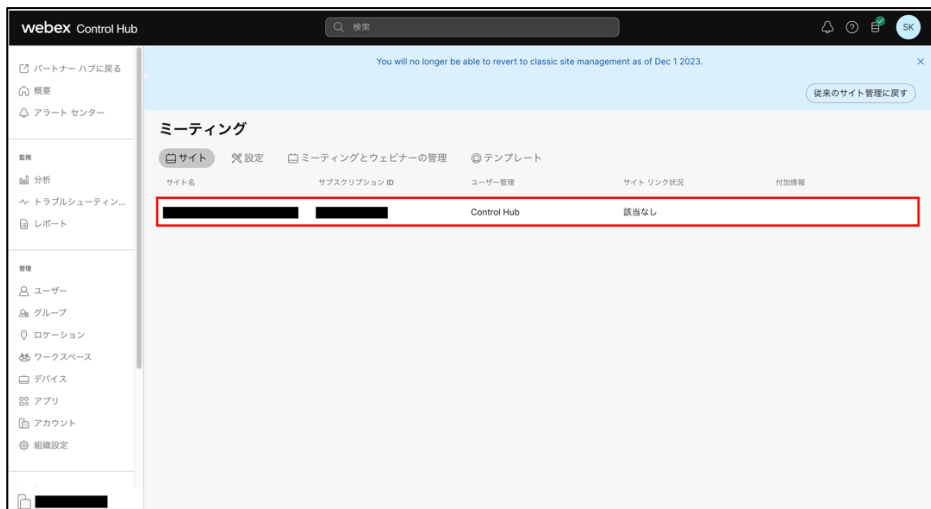 webex Control Hub
検索
SK
You will no longer be able to revert to classic site management as of Dec 1 2023.
従来のサイト管理に戻す
パートナー ハブに戻る
概要
アラート センター
監視
分析
トラブルシューティン...
レポート
管理
ユーザー
グループ
ロケーション
ワークスペース
デバイス
アプリ
アカウント
組織設定
ミーティング
サイト
設定
ミーティングとウェビナーの管理
テンプレート
サイト名 サブスクリプション ID ユーザー管理 サイト リンク状況 付加情報
Control Hub 該当なし